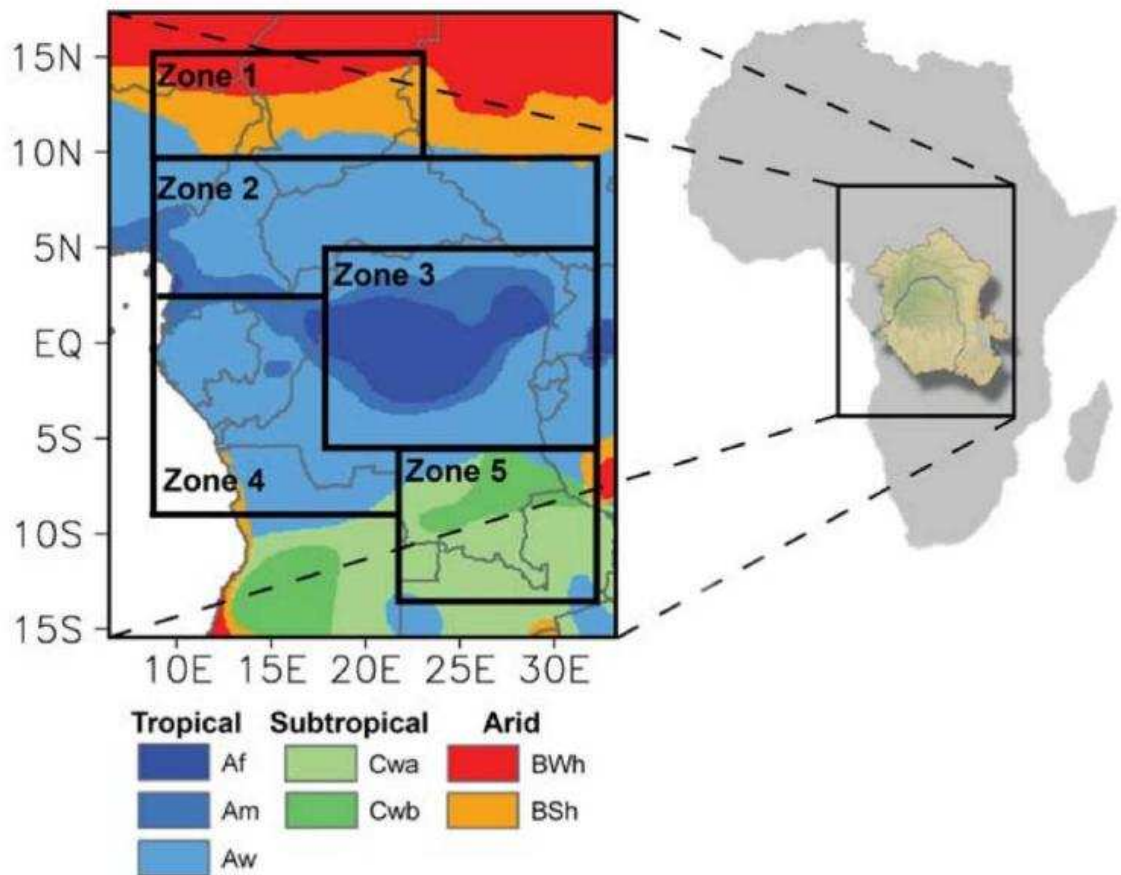 15N
Zone 1
10N
Zone 2
5N
Zone 3
EQ
5S
Zone 5
Zone 4
10S
15S
10E 15E 20E 25E 30E
Tropical Subtropical Arid
Af Cwa BWh
Am Cwb BSh
Aw